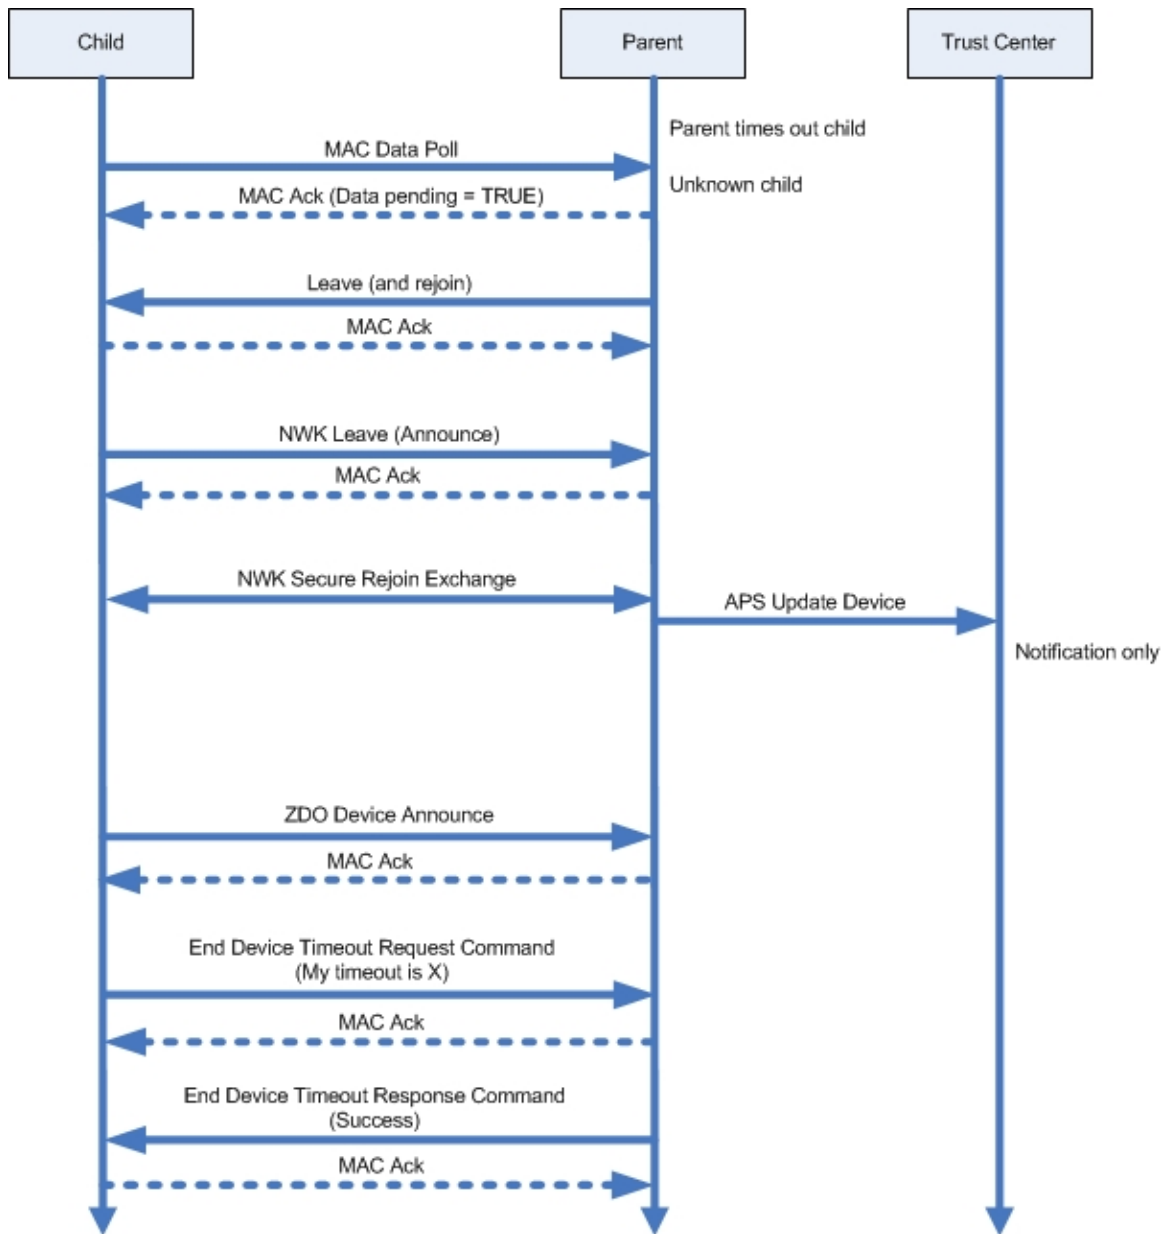 Child
Parent
Trust Center
Parent times out child
MAC Data Poll
Unknown child
MAC Ack (Data pending = TRUE)
Leave (and rejoin)
MAC Ack
NWK Leave (Announce)
MAC Ack
NWK Secure Rejoin Exchange
APS Update Device
Notification only
ZDO Device Announce
MAC Ack
End Device Timeout Request Command
(My timeout is X)
MAC Ack
End Device Timeout Response Command
(Success)
MAC Ack